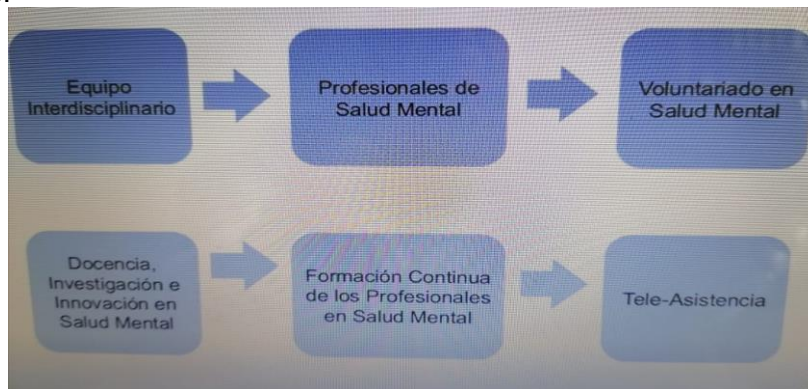 Equipo
Interdisciplinario
Profesionales de
Salud Mental
Voluntariado en
Salud Mental
Docencia,
Investigación e
Innovación en
Salud Mental
Formación Continua
de los Profesionales
en Salud Mental
Tele-Asistencia